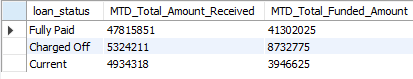 loan_status MTD_Total_Amount_Received MTD_Total_Funded_Amount
Fully Paid 47815851 41302025
Charged Off 5324211 8732775
Current 4934318 3946625